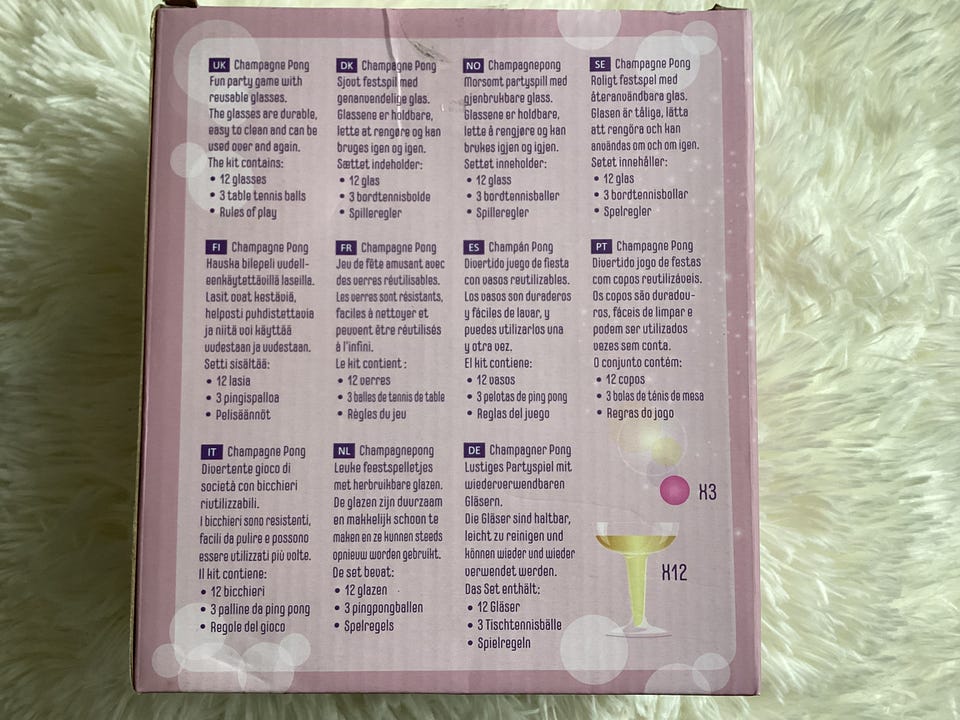 UK Champagne Pong
Fun party game with
reusable glasses.
The glasses are durable,
easy to clean and can be
used over and again.
The kit contains:
• 12 glasses
• 3 table tennis balls
• Rules of play
DK Champagne Pong
Sjovt festspil med
genanvendelige glas.
Glassene er holdbare,
lette at rengøre og kan
bruges igen og igen.
Sættet indeholder:
• 12 glas
• 3 bordtennisbolde
• Spilleregler
NO Champagnepong
Morsomt partyspill med
gjenbrukbare glass.
Glassene er holdbare,
lette å rengjøre og kan
brukes igjen og igjen.
Settet inneholder:
• 12 glass
• 3 bordtennisballer
• Spilleregler
SE Champagne Pong
Roligt festspel med
återanvändbara glas.
Glasen är tåliga, lätta
att rengöra och kan
användas om och om igen.
Setet innehåller:
• 12 glas
• 3 bordtennisbollar
• Spelregler
FI Champagne Pong
Hauska bilepeli uudell-
eenkäytettävillä laseilla.
Lasit ovat kestäviä,
helposti puhdistettavia
ja niitä voi käyttää
uudestaan ja uudestaan.
Setti sisältää:
• 12 lasia
• 3 pingispalloa
• Pelisäännöt
FR Champagne Pong
Jeu de fête amusant avec
des verres réutilisables.
Les verres sont résistants,
faciles à nettoyer et
peuvent être réutilisés
à l'infini.
Le kit contient :
• 12 verres
• 3 balles de tennis de table
• Règles du jeu
ES Champán Pong
Divertido juego de fiesta
con vasos reutilizables.
Los vasos son duraderos
y fáciles de lavar, y
puedes utilizarlos una
y otra vez.
El kit contiene:
• 12 vasos
• 3 pelotas de ping pong
• Reglas del juego
PT Champagne Pong
Divertido jogo de festas
com copos reutilizáveis.
Os copos são duradou-
ros, fáceis de limpar e
podem ser utilizados
vezes sem conta.
O conjunto contém:
• 12 copos
• 3 bolas de ténis de mesa
• Regras do jogo
IT Champagne Pong
Divertente gioco di
società con bicchieri
riutilizzabili.
I bicchieri sono resistenti,
facili da pulire e possono
essere utilizzati più volte.
Il kit contiene:
• 12 bicchieri
• 3 palline da ping pong
• Regole del gioco
NL Champagnepong
Leuke feestspelletjes
met herbruikbare glazen.
De glazen zijn duurzaam
en makkelijk schoon te
maken en ze kunnen steeds
opnieuw worden gebruikt.
De set bevat:
• 12 glazen
• 3 pingpongballen
• Spelregels
DE Champagner Pong
Lustiges Partyspiel mit
wiederverwendbaren
Gläsern.
Die Gläser sind haltbar,
leicht zu reinigen und
können wieder und wieder
verwendet werden.
Das Set enthält:
• 12 Gläser
• 3 Tischtennisbälle
• Spielregeln
X3
X12